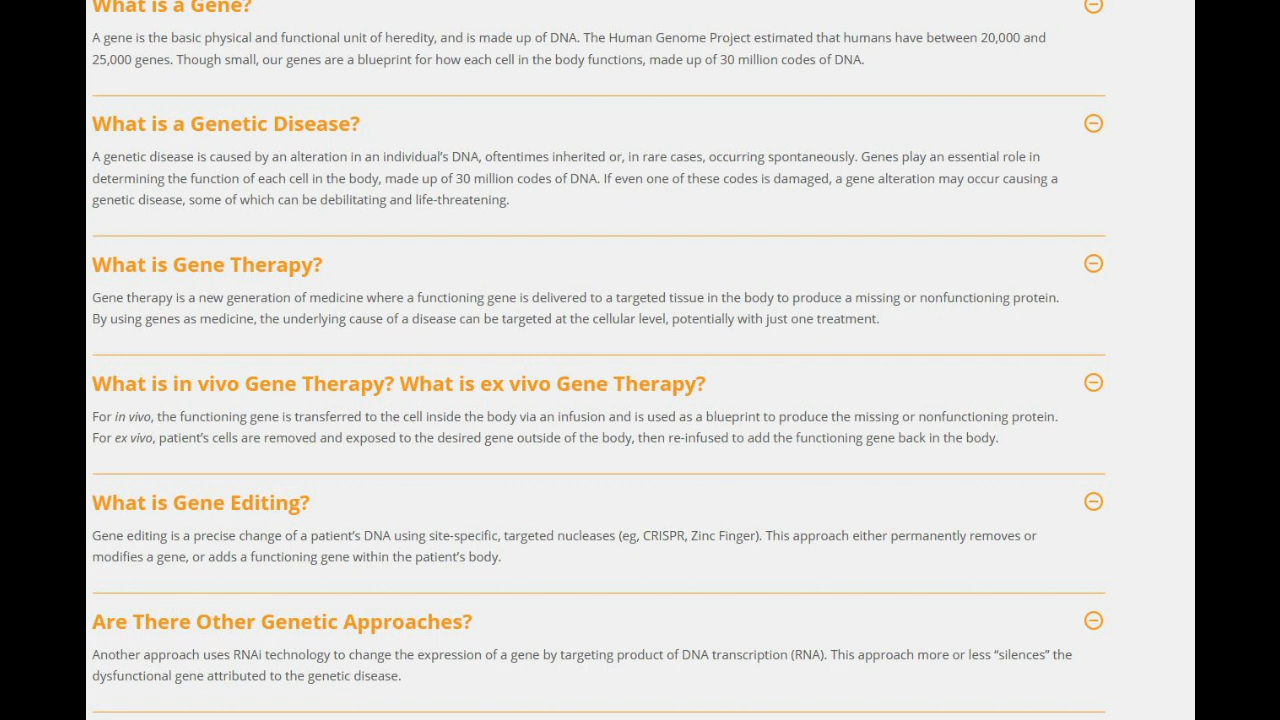 What is a Gene?
A gene is the basic physical and functional unit of heredity, and is made up of DNA. The Human Genome Project estimated that humans have between 20,000 and
25,000 genes. Though small, our genes are a blueprint for how each cell in the body functions, made up of 30 million codes of DNA.
What is a Genetic Disease?
A genetic disease is caused by an alteration in an individual’s DNA, oftentimes inherited or, in rare cases, occurring spontaneously. Genes play an essential role in
determining the function of each cell in the body, made up of 30 million codes of DNA. If even one of these codes is damaged, a gene alteration may occur causing a
genetic disease, some of which can be debilitating and life-threatening.
What is Gene Therapy?
Gene therapy is a new generation of medicine where a functioning gene is delivered to a targeted tissue in the body to produce a missing or nonfunctioning protein.
By using genes as medicine, the underlying cause of a disease can be targeted at the cellular level, potentially with just one treatment.
What is in vivo Gene Therapy? What is ex vivo Gene Therapy?
For in vivo, the functioning gene is transferred to the cell inside the body via an infusion and is used as a blueprint to produce the missing or nonfunctioning protein.
For ex vivo, patient’s cells are removed and exposed to the desired gene outside of the body, then re-infused to add the functioning gene back in the body.
What is Gene Editing?
Gene editing is a precise change of a patient’s DNA using site-specific, targeted nucleases (eg, CRISPR, Zinc Finger). This approach either permanently removes or
modifies a gene, or adds a functioning gene within the patient’s body.
Are There Other Genetic Approaches?
Another approach uses RNAi technology to change the expression of a gene by targeting product of DNA transcription (RNA). This approach more or less “silences” the
dysfunctional gene attributed to the genetic disease.